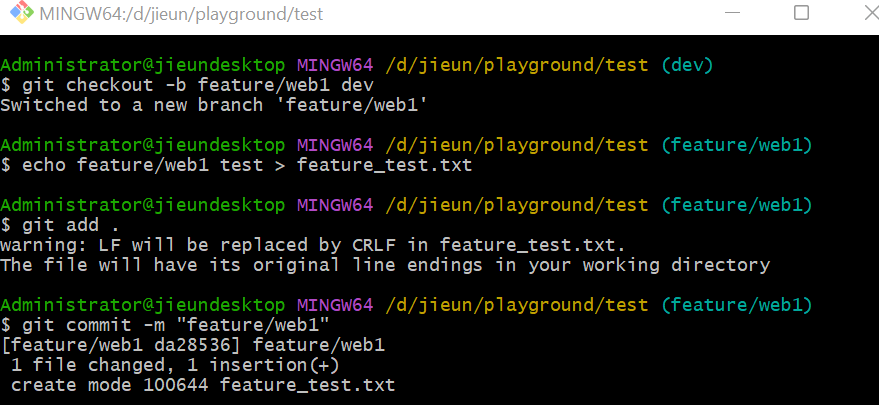 MINGW64:/d/jieun/playground/test
Administrator@jieundesktop MINGW64 /d/jieun/playground/test (dev)
$ git checkout -b feature/web1 dev
Switched to a new branch 'feature/web1'
Administrator@jieundesktop MINGW64 /d/jieun/playground/test (feature/web1)
$ echo feature/web1 test > feature_test.txt
Administrator@jieundesktop MINGW64 /d/jieun/playground/test (feature/web1)
$ git add .
warning: LF will be replaced by CRLF in feature_test.txt.
The file will have its original line endings in your working directory
Administrator@jieundesktop MINGW64 /d/jieun/playground/test (feature/web1)
$ git commit -m "feature/web1"
[feature/web1 da28536] feature/web1
 1 file changed, 1 insertion(+)
 create mode 100644 feature_test.txt